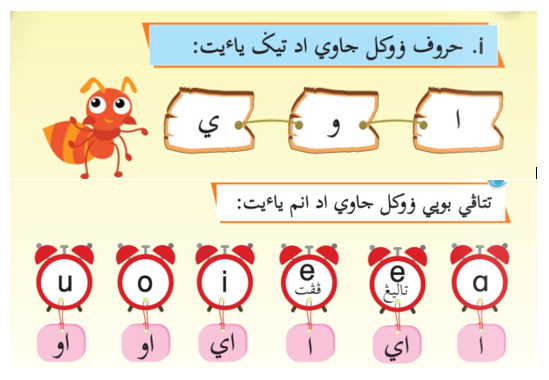 i. حروف ۏوكل جاوي اد تيݢ ياٴيت:
ا و ي
تتاڤي بوڽي ۏوكل جاوي اد انم ياٴيت:
a e e i o u
تاليڠ ڤڤت
ا اي ا اي او او